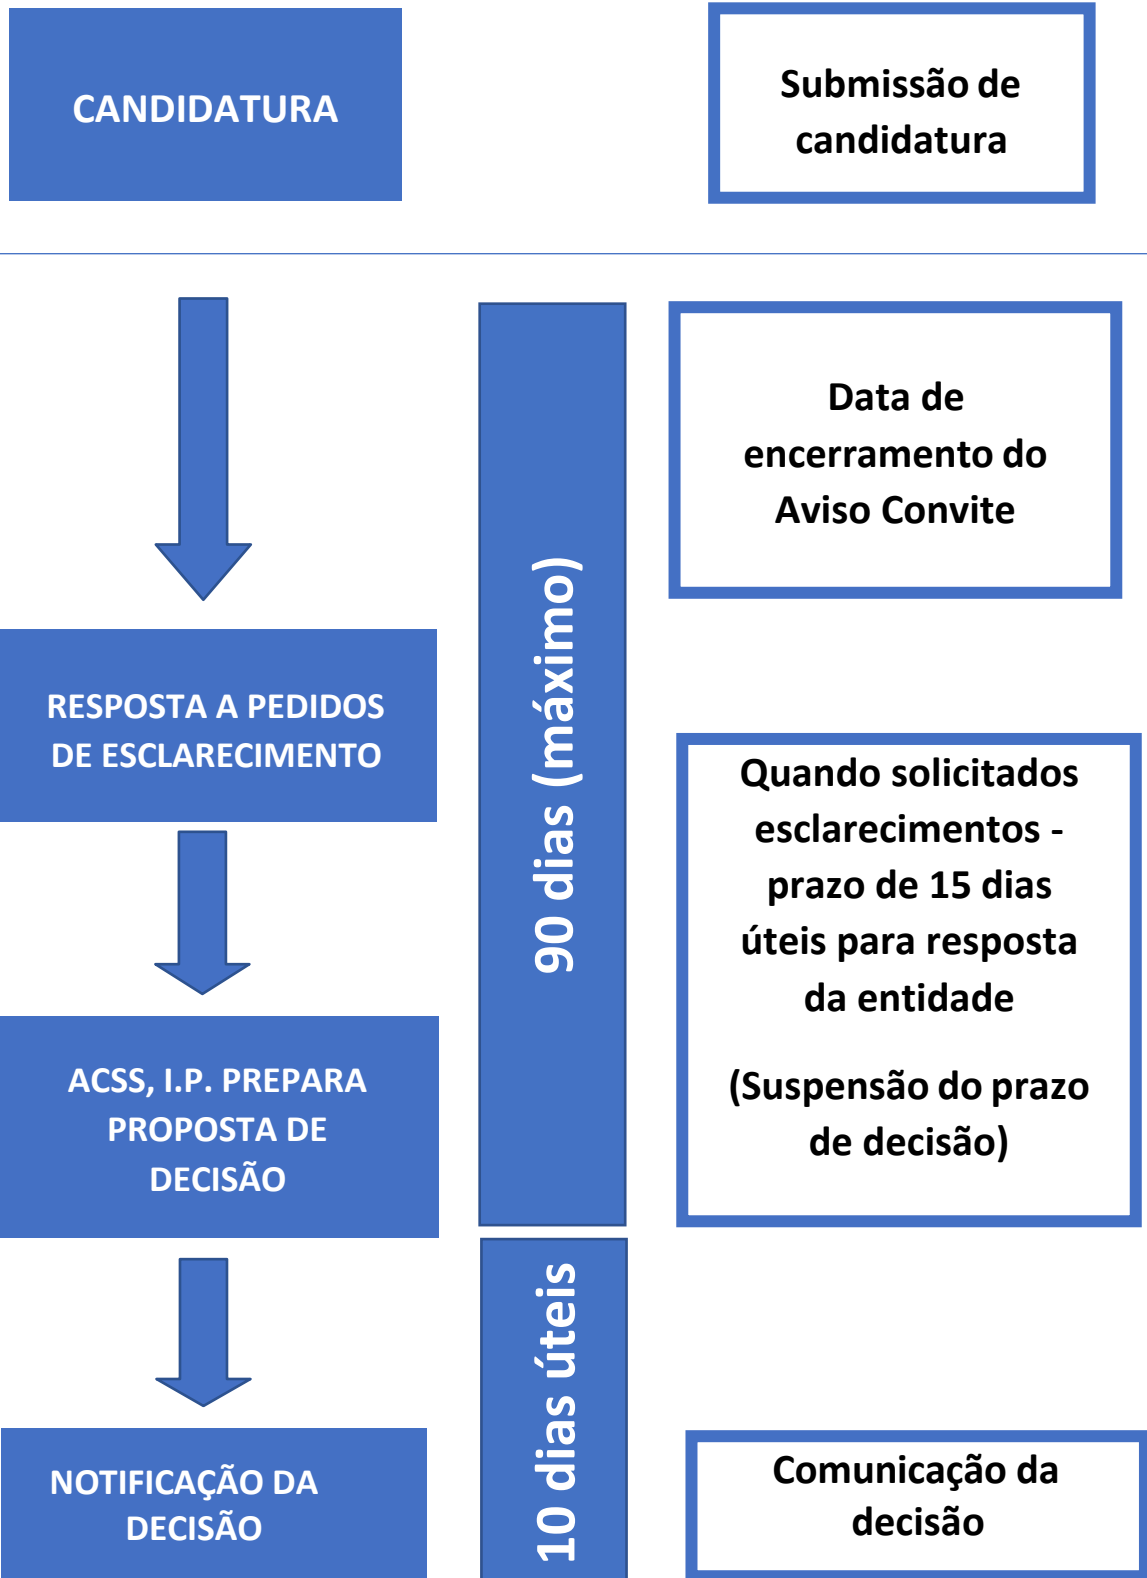 CANDIDATURA
Submissão de
candidatura
Data de
encerramento do
Aviso Convite
90 dias (máximo)
RESPOSTA A PEDIDOS
DE ESCLARECIMENTO
Quando solicitados
esclarecimentos -
prazo de 15 dias
úteis para resposta
da entidade
(Suspensão do prazo
de decisão)
ACSS, I.P. PREPARA
PROPOSTA DE
DECISÃO
10 dias úteis
NOTIFICAÇÃO DA
DECISÃO
Comunicação da
decisão